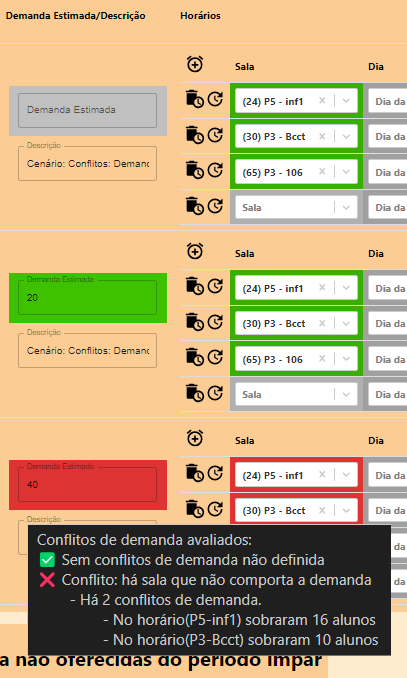 Demanda Estimada/Descrição Horários
Sala Dia
Demanda Estimada (24) P5 - inf1 Dia da
(30) P3 - Bcct Dia da
Descrição
Cenário: Conflitos: Demand (65) P3 - 106 Dia da
Sala Dia da
Sala Dia
Demanda Estimada
20 (24) P5 - inf1 Dia da
(30) P3 - Bcct Dia da
Descrição
Cenário: Conflitos: Demand (65) P3 - 106 Dia da
Sala Dia da
Sala Dia
Demanda Estimada
40 (24) P5 - inf1 Dia da
(30) P3 - Bcct Dia da
Conflitos de demanda avaliados:
✅ Sem conflitos de demanda não definida
❌ Conflito: há sala que não comporta a demanda
- Há 2 conflitos de demanda.
- No horário(P5-inf1) sobraram 16 alunos
- No horário(P3-Bcct) sobraram 10 alunos
a não oferecidas do período ímpar